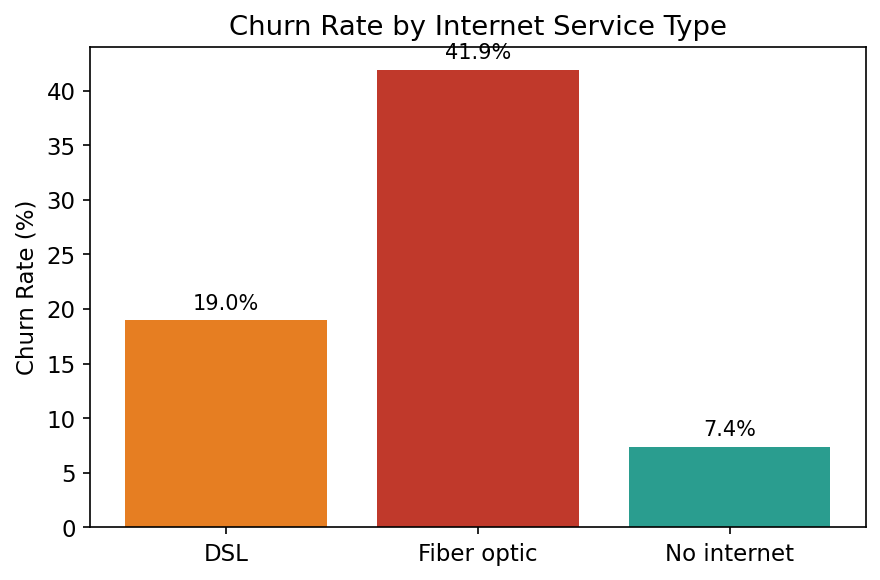 Churn Rate by Internet Service Type
41.9%
40
35
30
25
20
15
10
5
0
Churn Rate (%)
19.0%
7.4%
DSL
Fiber optic
No internet